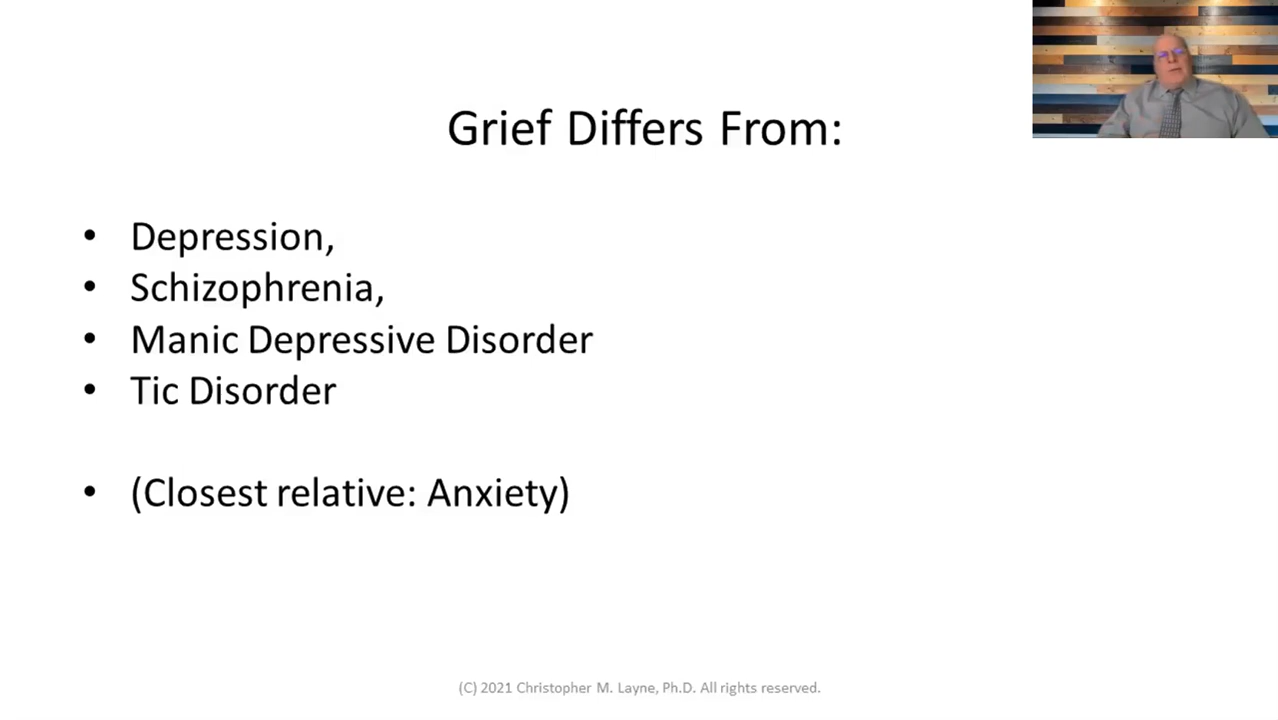 Grief Differs From:
• Depression,
• Schizophrenia,
• Manic Depressive Disorder
• Tic Disorder
• (Closest relative: Anxiety)
(C) 2021 Christopher M. Layne, Ph.D. All rights reserved.